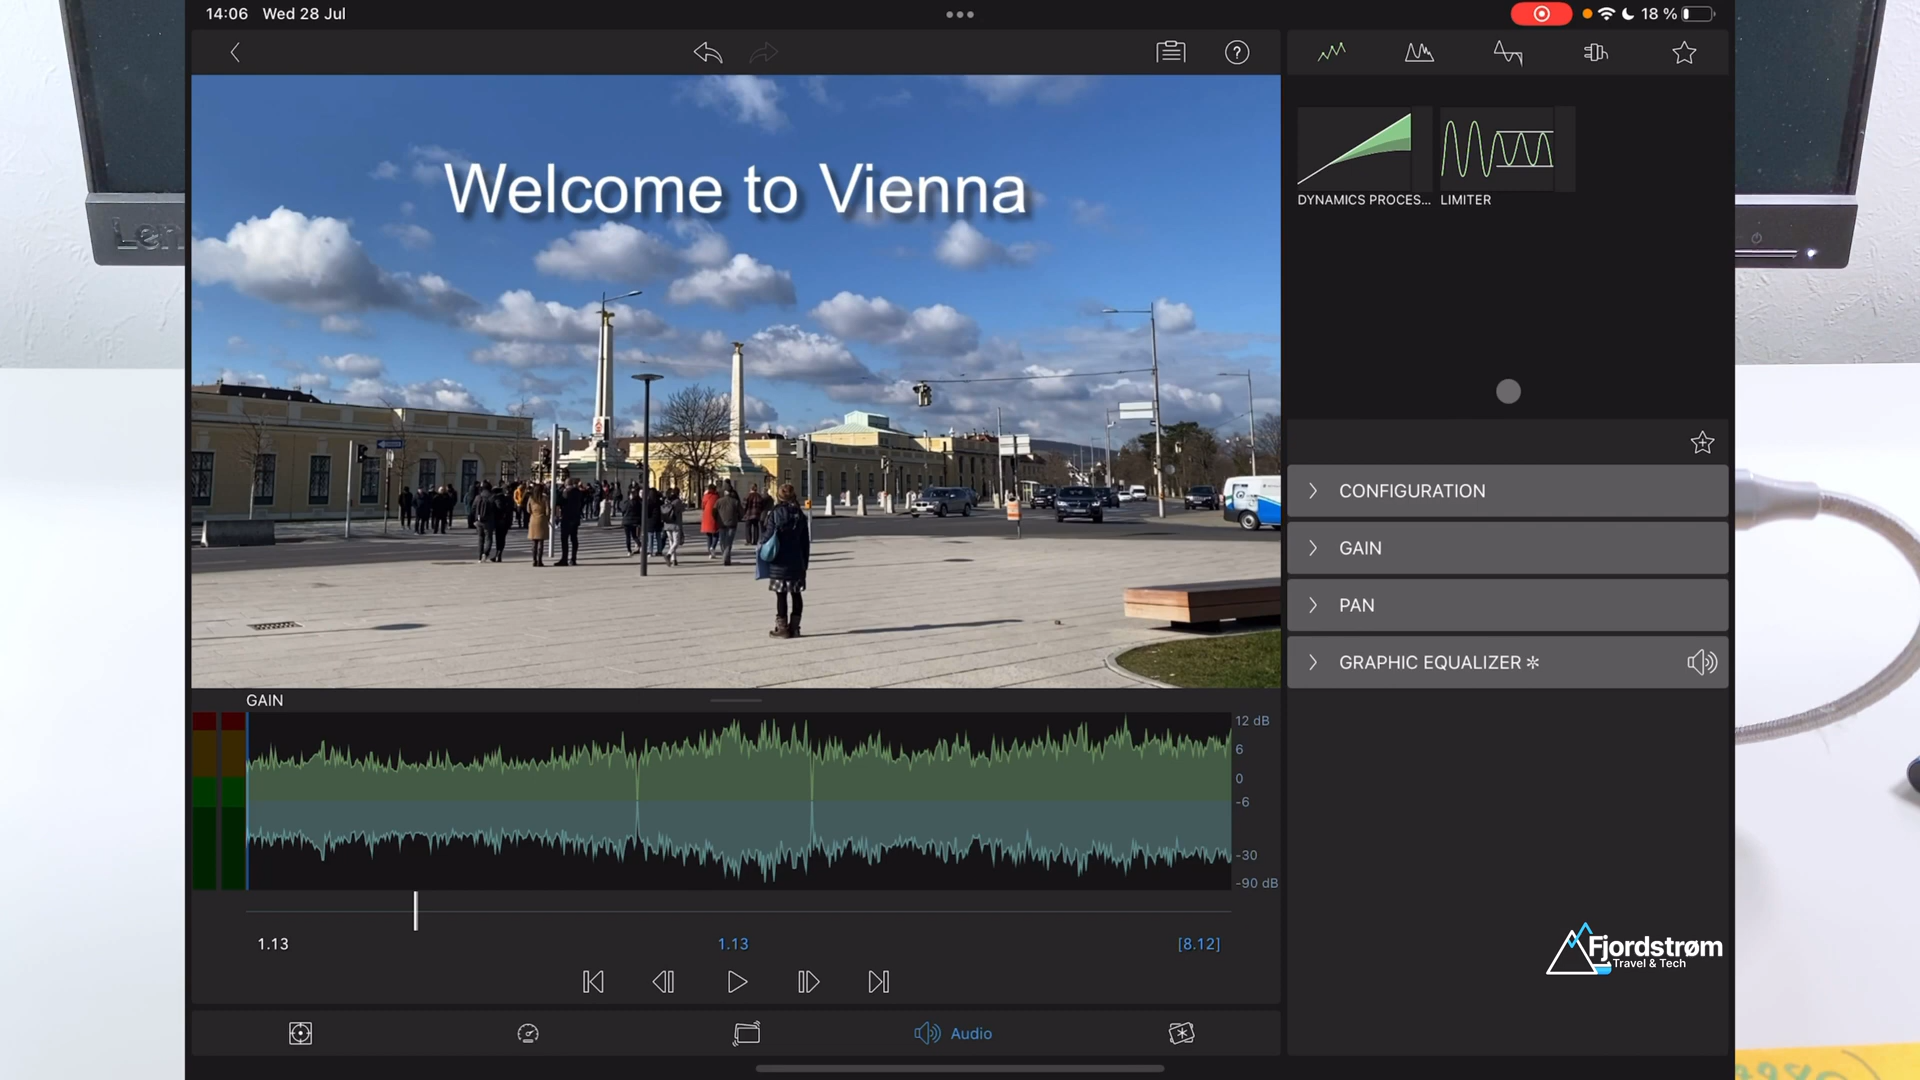 14:06 Wed 28 Jul
18 %
Welcome to Vienna
DYNAMICS PROCES... LIMITER
CONFIGURATION
GAIN
PAN
GRAPHIC EQUALIZER
GAIN
12 dB
6
0
-6
-30
-90 dB
1.13
1.13
[8.12]
Audio
Fjordstrøm
Travel & Tech
Len